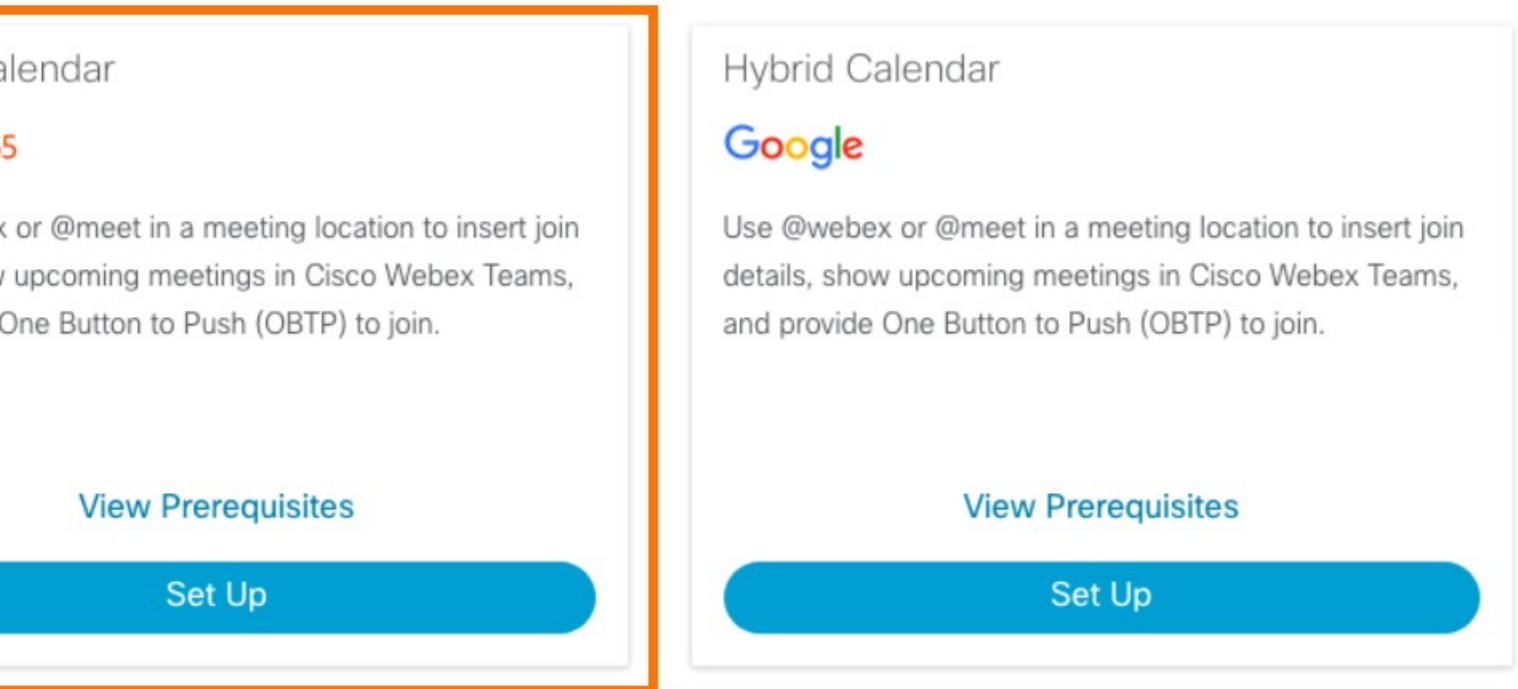 alendar
5
or @meet in a meeting location to insert join
upcoming meetings in Cisco Webex Teams,
One Button to Push (OBTP) to join.
View Prerequisites
Set Up
Hybrid Calendar
Google
Use @webex or @meet in a meeting location to insert join
details, show upcoming meetings in Cisco Webex Teams,
and provide One Button to Push (OBTP) to join.
View Prerequisites
Set Up